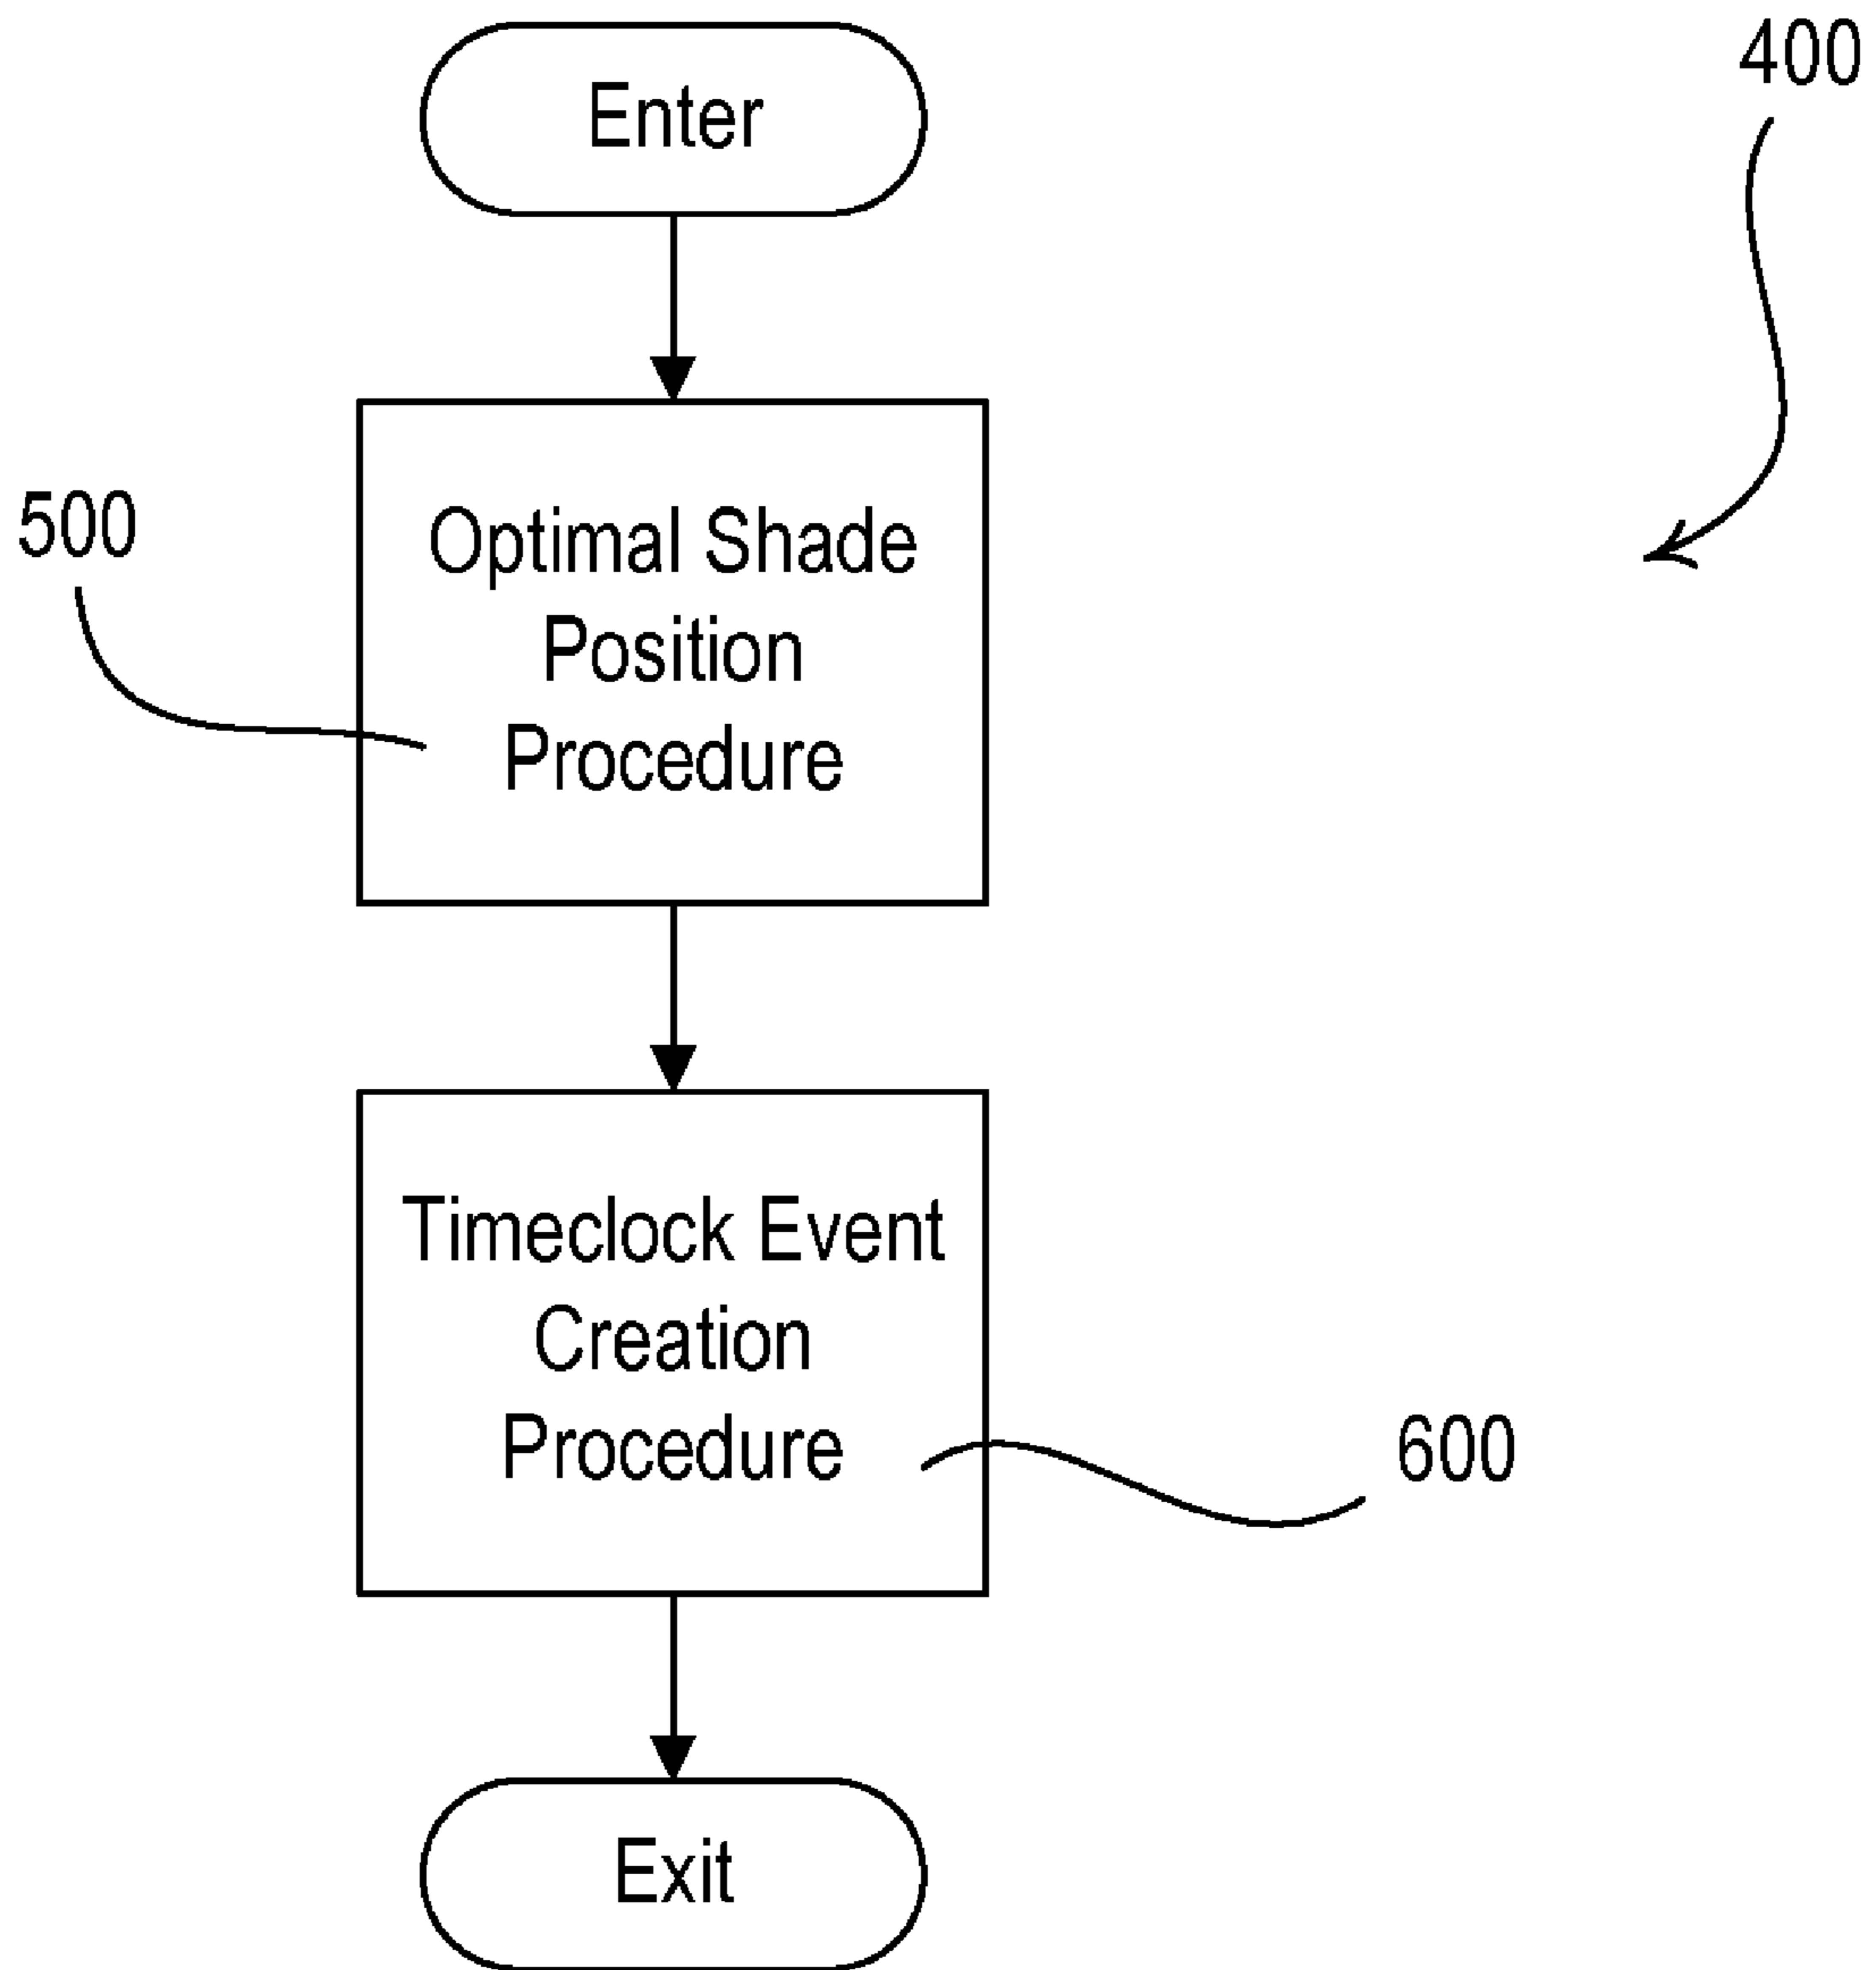 Enter
400
500
Optimal Shade
Position
Procedure
Timeclock Event
Creation
Procedure
600
Exit